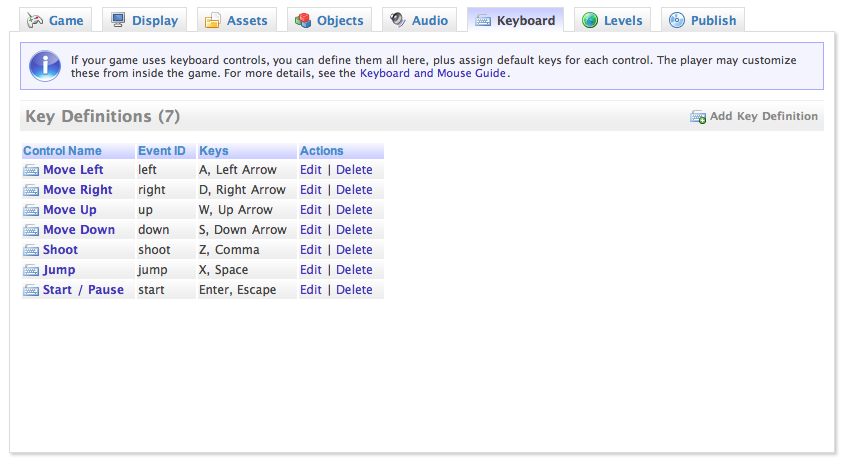 Game Display Assets Objects Audio Keyboard Levels Publish
If your game uses keyboard controls, you can define them all here, plus assign default keys for each control. The player may customize
these from inside the game. For more details, see the Keyboard and Mouse Guide.
Key Definitions (7) Add Key Definition
Control Name Event ID Keys Actions
Move Left left A, Left Arrow Edit | Delete
Move Right right D, Right Arrow Edit | Delete
Move Up up W, Up Arrow Edit | Delete
Move Down down S, Down Arrow Edit | Delete
Shoot shoot Z, Comma Edit | Delete
Jump jump X, Space Edit | Delete
Start / Pause start Enter, Escape Edit | Delete